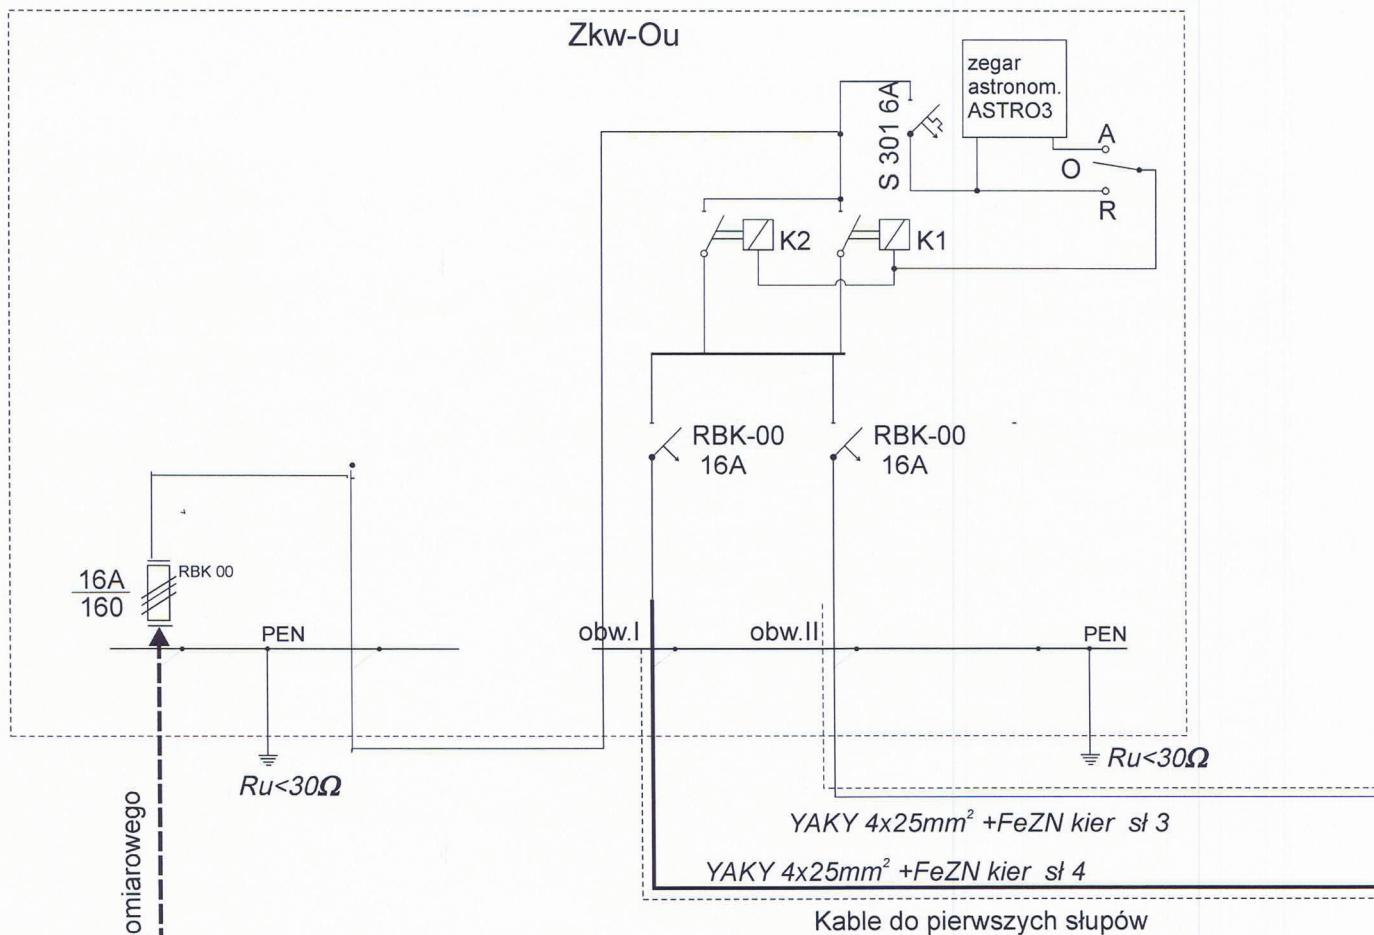 Zkw-Ou
zegar
astronom.
ASTRO3
S 301 6A
A
O
R
K2
K1
RBK-00
16A
RBK-00
16A
16A
160
RBK 00
PEN
obw.I
obw.II
PEN
Ru<30Ω
Ru<30Ω
omiarowego
YAKY 4x25mm² +FeZN kier sł 3
YAKY 4x25mm² +FeZN kier sł 4
Kable do pierwszych słupów